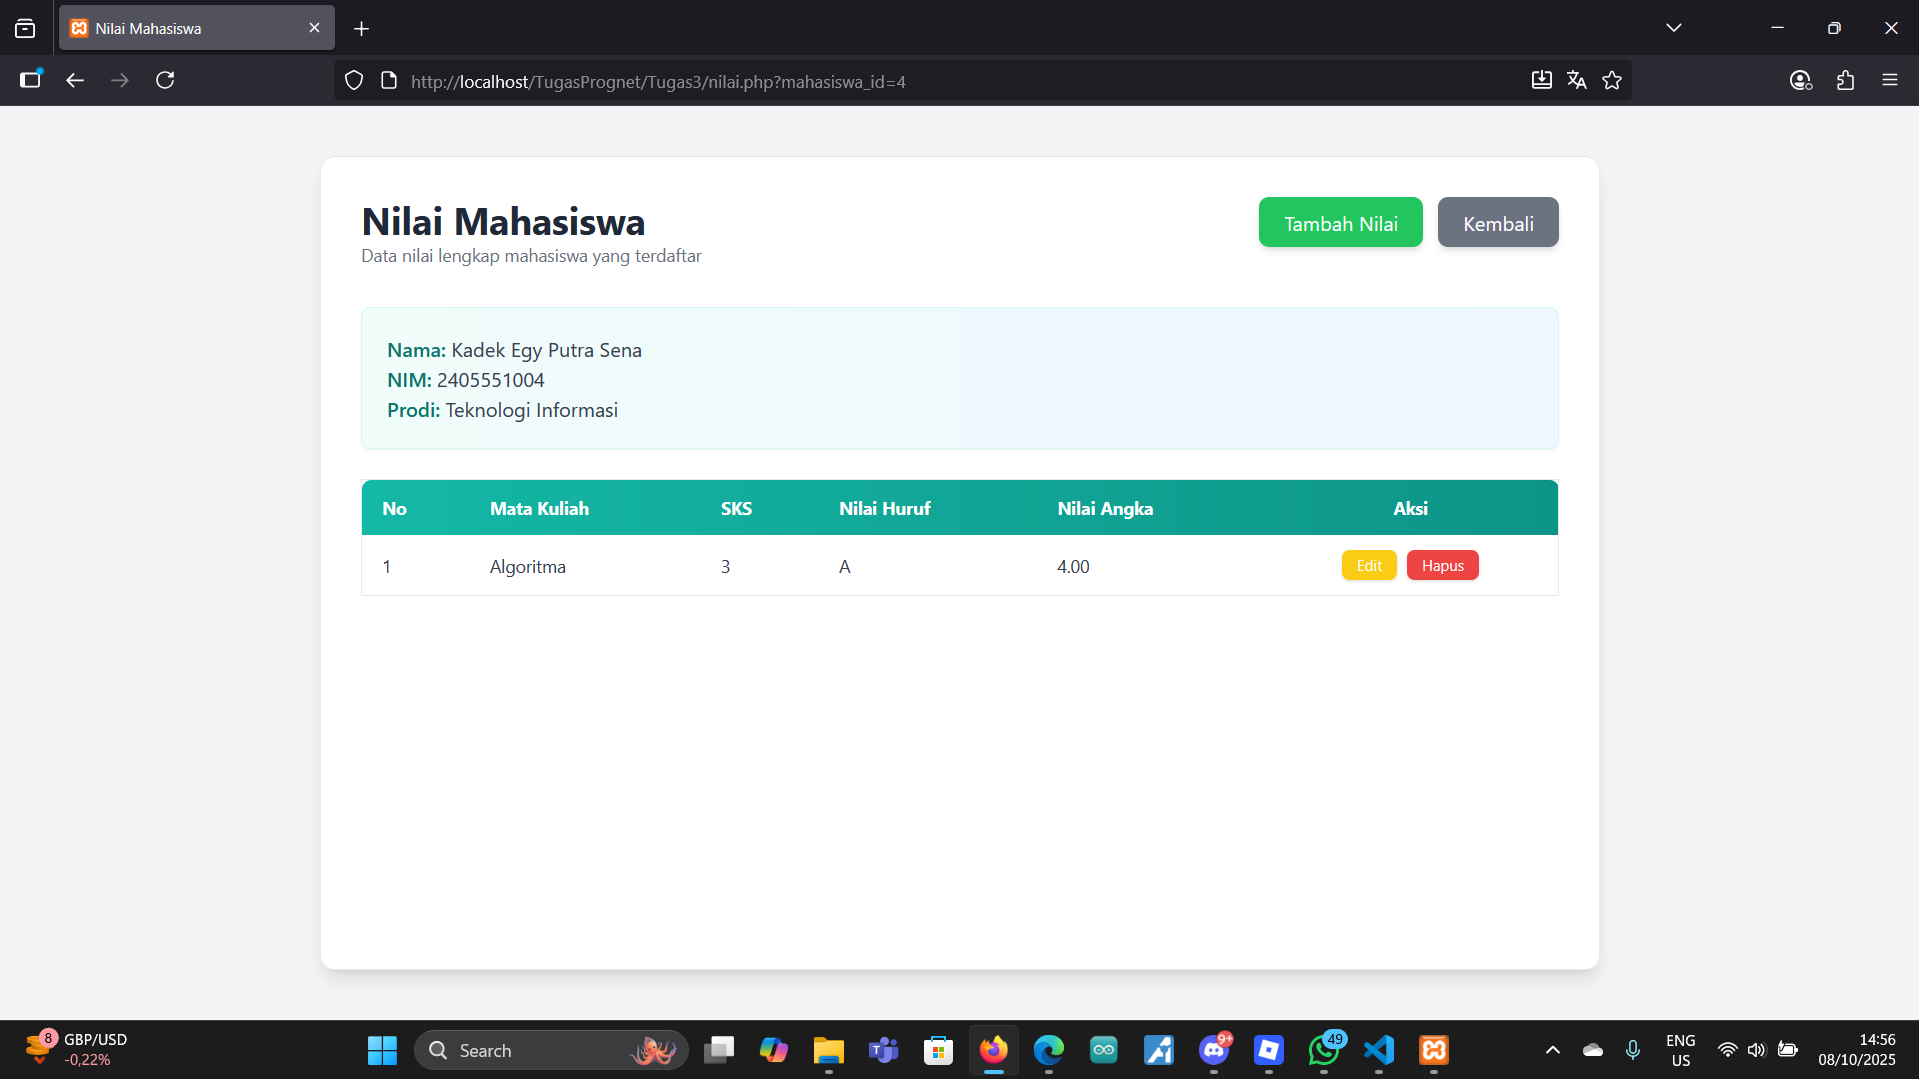 Nilai Mahasiswa
http://localhost/TugasPrognet/Tugas3/nilai.php?mahasiswa_id=4
Nilai Mahasiswa
Data nilai lengkap mahasiswa yang terdaftar
Tambah Nilai
Kembali
Nama: Kadek Egy Putra Sena
NIM: 2405551004
Prodi: Teknologi Informasi
No Mata Kuliah SKS Nilai Huruf Nilai Angka Aksi
1 Algoritma 3 A 4.00 Edit Hapus
8
GBP/USD
-0,22%
Search
9+
49
ENG
US
14:56
08/10/2025